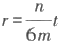 r = n/6m t